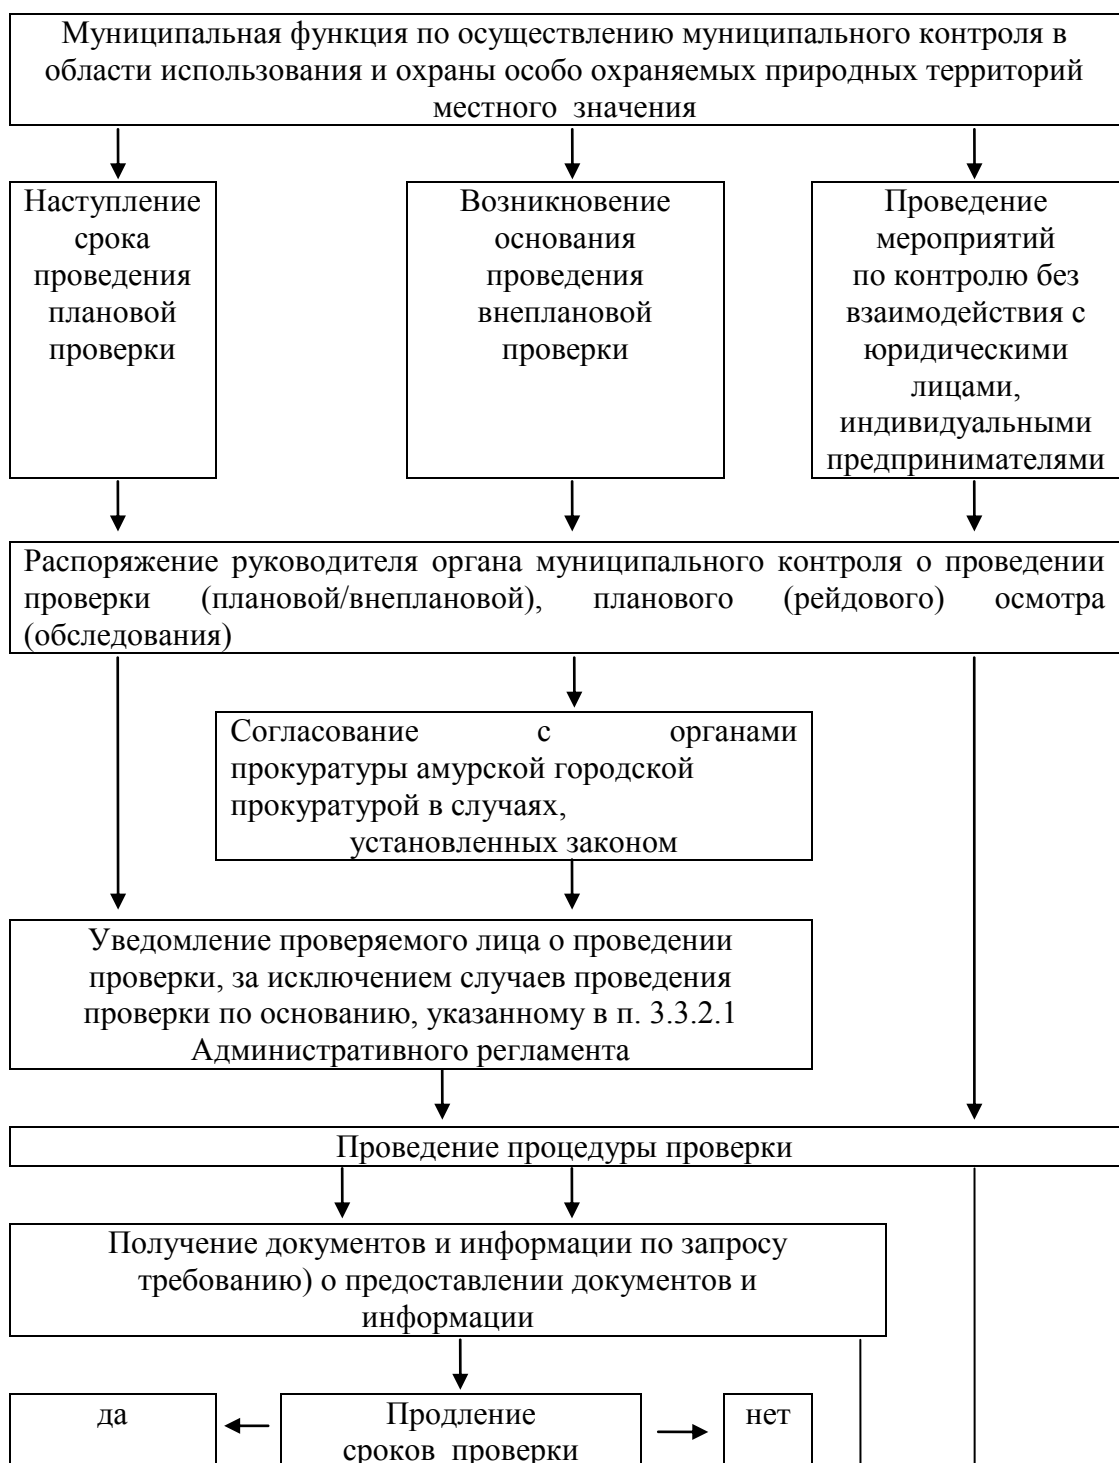 Муниципальная функция по осуществлению муниципального контроля в
области использования и охраны особо охраняемых природных территорий
местного значения
Наступление
срока
проведения
плановой
проверки
Возникновение
основания
проведения
внеплановой
проверки
Проведение
мероприятий
по контролю без
взаимодействия с
юридическими
лицами,
индивидуальными
предпринимателями
Распоряжение руководителя органа муниципального контроля о проведении
проверки (плановой/внеплановой), планового (рейдового) осмотра
(обследования)
Согласование с органами
прокуратуры амурской городской
прокуратурой в случаях,
установленных законом
Уведомление проверяемого лица о проведении
проверки, за исключением случаев проведения
проверки по основанию, указанному в п. 3.3.2.1
Административного регламента
Проведение процедуры проверки
Получение документов и информации по запросу
требованию) о предоставлении документов и
информации
да
Продление
сроков проверки
нет